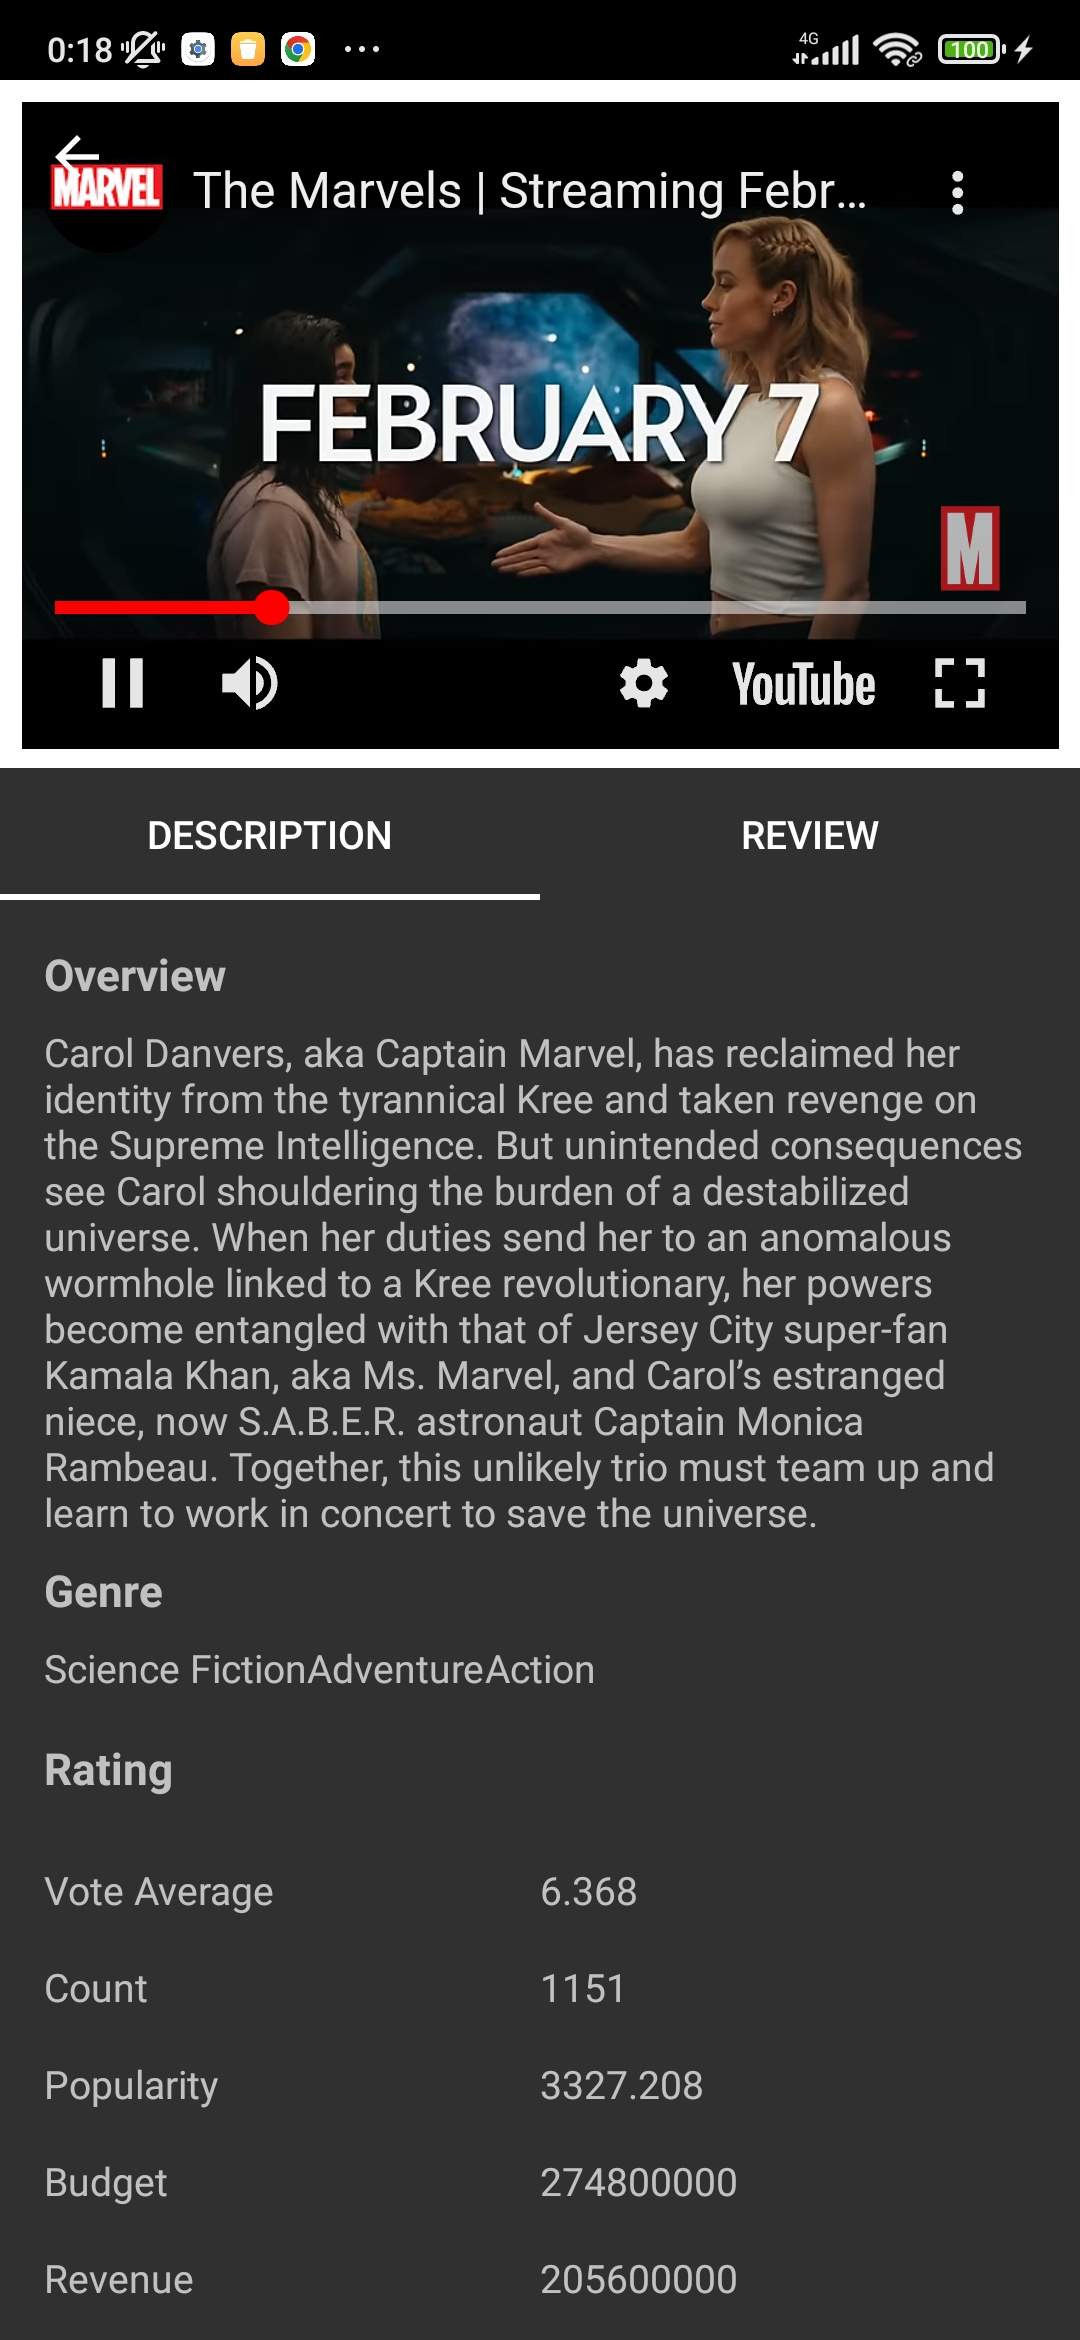 0:18
4G
100
MARVEL
The Marvels | Streaming Febr...
FEBRUARY 7
M
YouTube
DESCRIPTION
REVIEW
Overview
Carol Danvers, aka Captain Marvel, has reclaimed her
identity from the tyrannical Kree and taken revenge on
the Supreme Intelligence. But unintended consequences
see Carol shouldering the burden of a destabilized
universe. When her duties send her to an anomalous
wormhole linked to a Kree revolutionary, her powers
become entangled with that of Jersey City super-fan
Kamala Khan, aka Ms. Marvel, and Carol’s estranged
niece, now S.A.B.E.R. astronaut Captain Monica
Rambeau. Together, this unlikely trio must team up and
learn to work in concert to save the universe.
Genre
Science FictionAdventureAction
Rating
Vote Average 6.368
Count 1151
Popularity 3327.208
Budget 274800000
Revenue 205600000